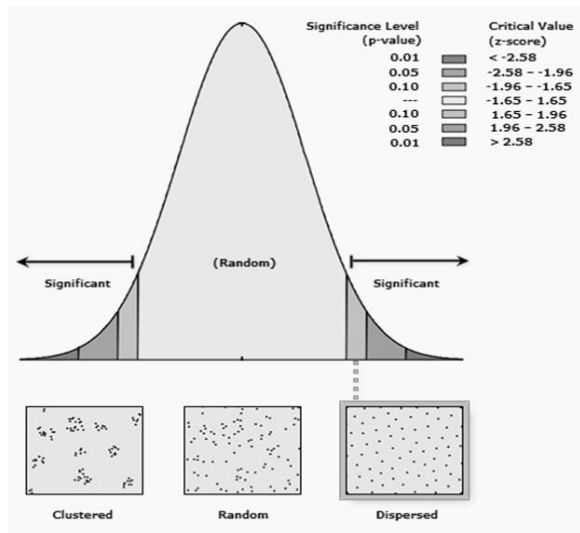 Significance Level Critical Value
(p-value) (z-score)
0.01 < -2.58
0.05 -2.58 – -1.96
0.10 -1.96 – -1.65
--- -1.65 – 1.65
0.10 1.65 – 1.96
0.05 1.96 – 2.58
0.01 > 2.58
(Random)
Significant Significant
Clustered Random Dispersed